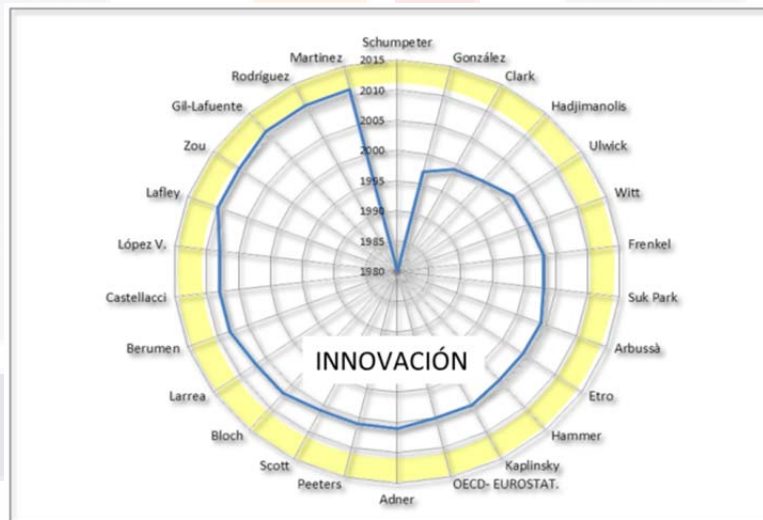 Schumpeter
González
Clark
Hadjimanolis
Ulwick
Witt
Frenkel
Suk Park
Arbussà
Etro
Hammer
Kaplinsky
OECD- EUROSTAT.
Adner
Peeters
Scott
Bloch
Larrea
Berumen
Castellacci
López V.
Lafley
Zou
Gil-Lafuente
Rodríguez
Martínez
2015
2010
2005
2000
1995
1990
1985
1980
INNOVACIÓN